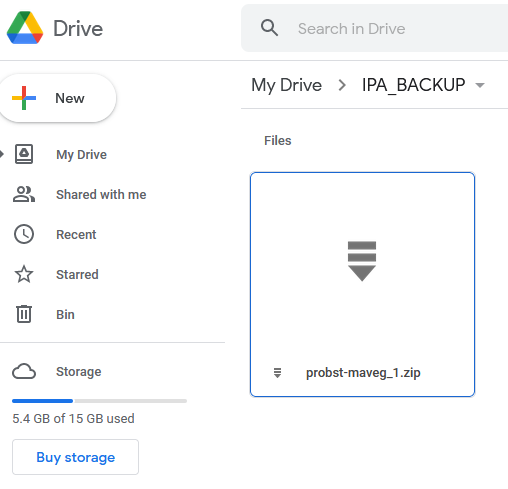 Drive
Search in Drive
New
My Drive > IPA_BACKUP
My Drive
Shared with me
Recent
Starred
Bin
Storage
5.4 GB of 15 GB used
Buy storage
Files
probst-maveg_1.zip